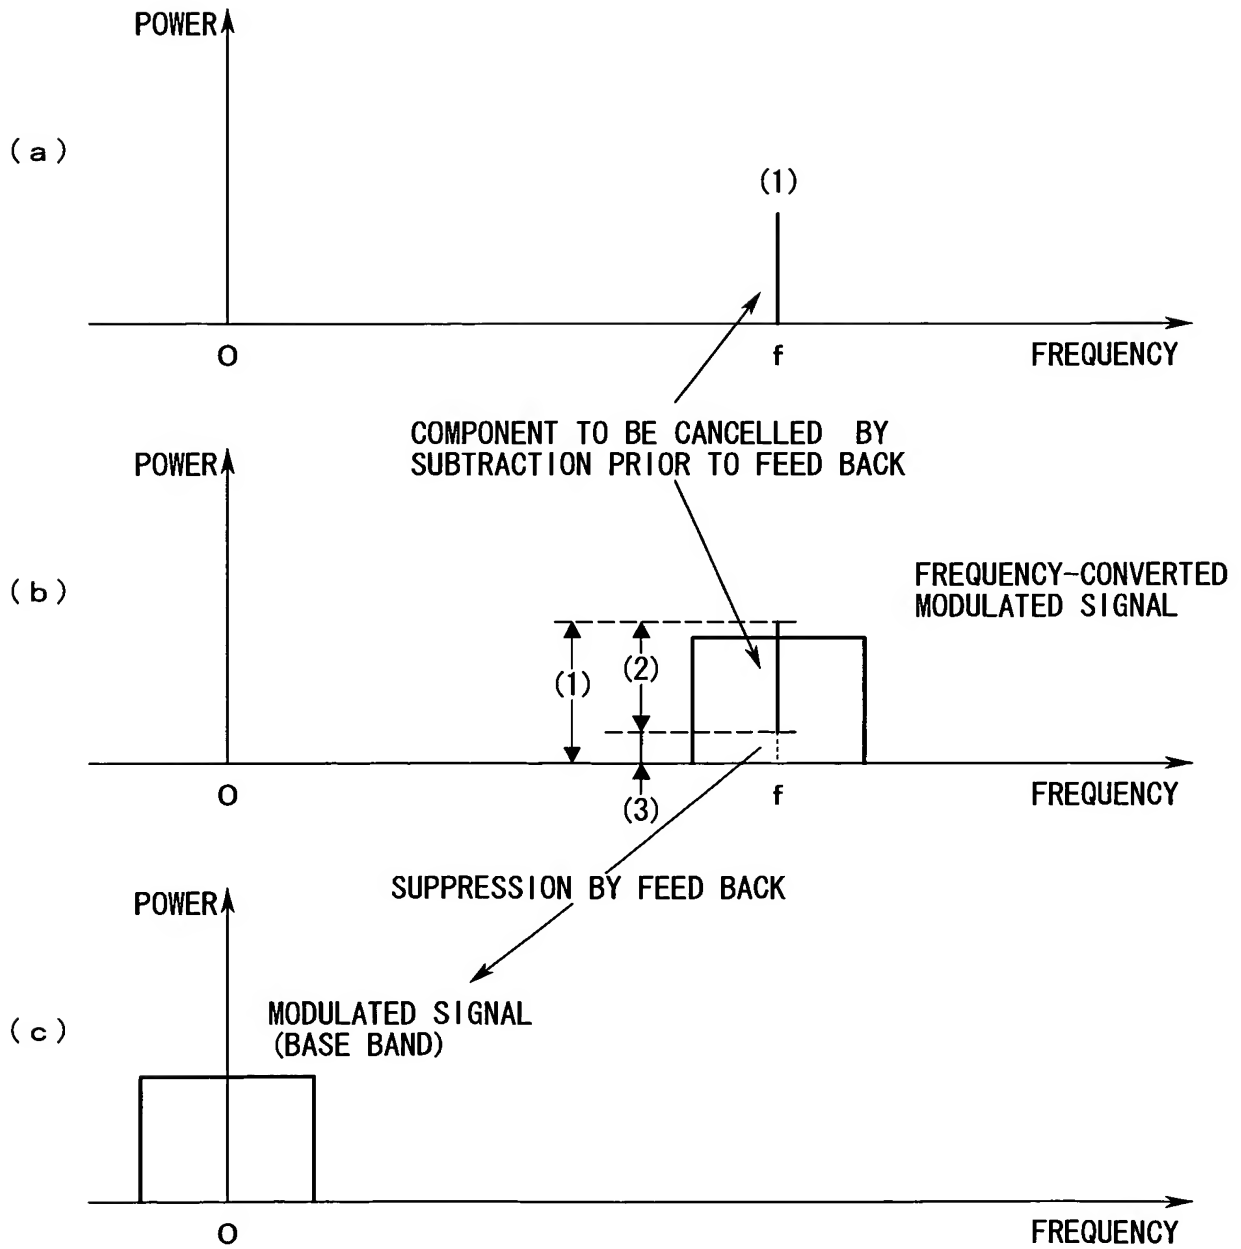 POWER
(a)
(1)
O
f
FREQUENCY
COMPONENT TO BE CANCELLED BY
SUBTRACTION PRIOR TO FEED BACK
POWER
(b)
FREQUENCY-CONVERTED
MODULATED SIGNAL
(1)
(2)
(3)
O
f
FREQUENCY
SUPPRESSION BY FEED BACK
POWER
(c)
MODULATED SIGNAL
(BASE BAND)
O
FREQUENCY